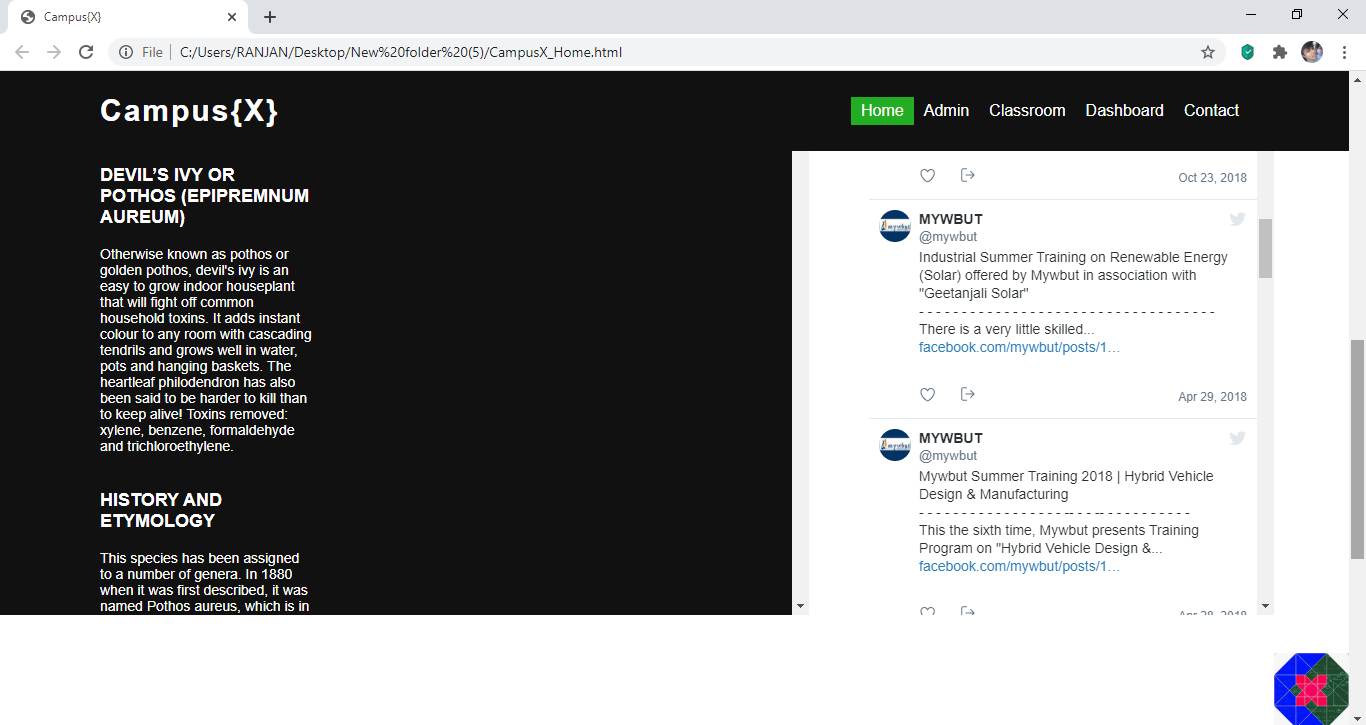 Campus{X}
File
C:/Users/RANJAN/Desktop/New%20folder%20(5)/CampusX_Home.html
Campus{X}
Home Admin Classroom Dashboard Contact
DEVIL’S IVY OR
POTHOS (EPIPREMNUM
AUREUM)
Otherwise known as pothos or
golden pothos, devil's ivy is an
easy to grow indoor houseplant
that will fight off common
household toxins. It adds instant
colour to any room with cascading
tendrils and grows well in water,
pots and hanging baskets. The
heartleaf philodendron has also
been said to be harder to kill than
to keep alive! Toxins removed:
xylene, benzene, formaldehyde
and trichloroethylene.
HISTORY AND
ETYMOLOGY
This species has been assigned
to a number of genera. In 1880
when it was first described, it was
named Pothos aureus, which is in
Oct 23, 2018
MYWBUT
@mywbut
Industrial Summer Training on Renewable Energy
(Solar) offered by Mywbut in association with
"Geetanjali Solar"
- - - - - - - - - - - - - - - - - - - - - - - - - - - - - - - - - -
There is a very little skilled...
facebook.com/mywbut/posts/1…
Apr 29, 2018
MYWBUT
@mywbut
Mywbut Summer Training 2018 | Hybrid Vehicle
Design & Manufacturing
- - - - - - - - - - - - - - - - - -- - - --- - - - - - - - - - -
This the sixth time, Mywbut presents Training
Program on "Hybrid Vehicle Design &...
facebook.com/mywbut/posts/1…
Apr 28, 2018